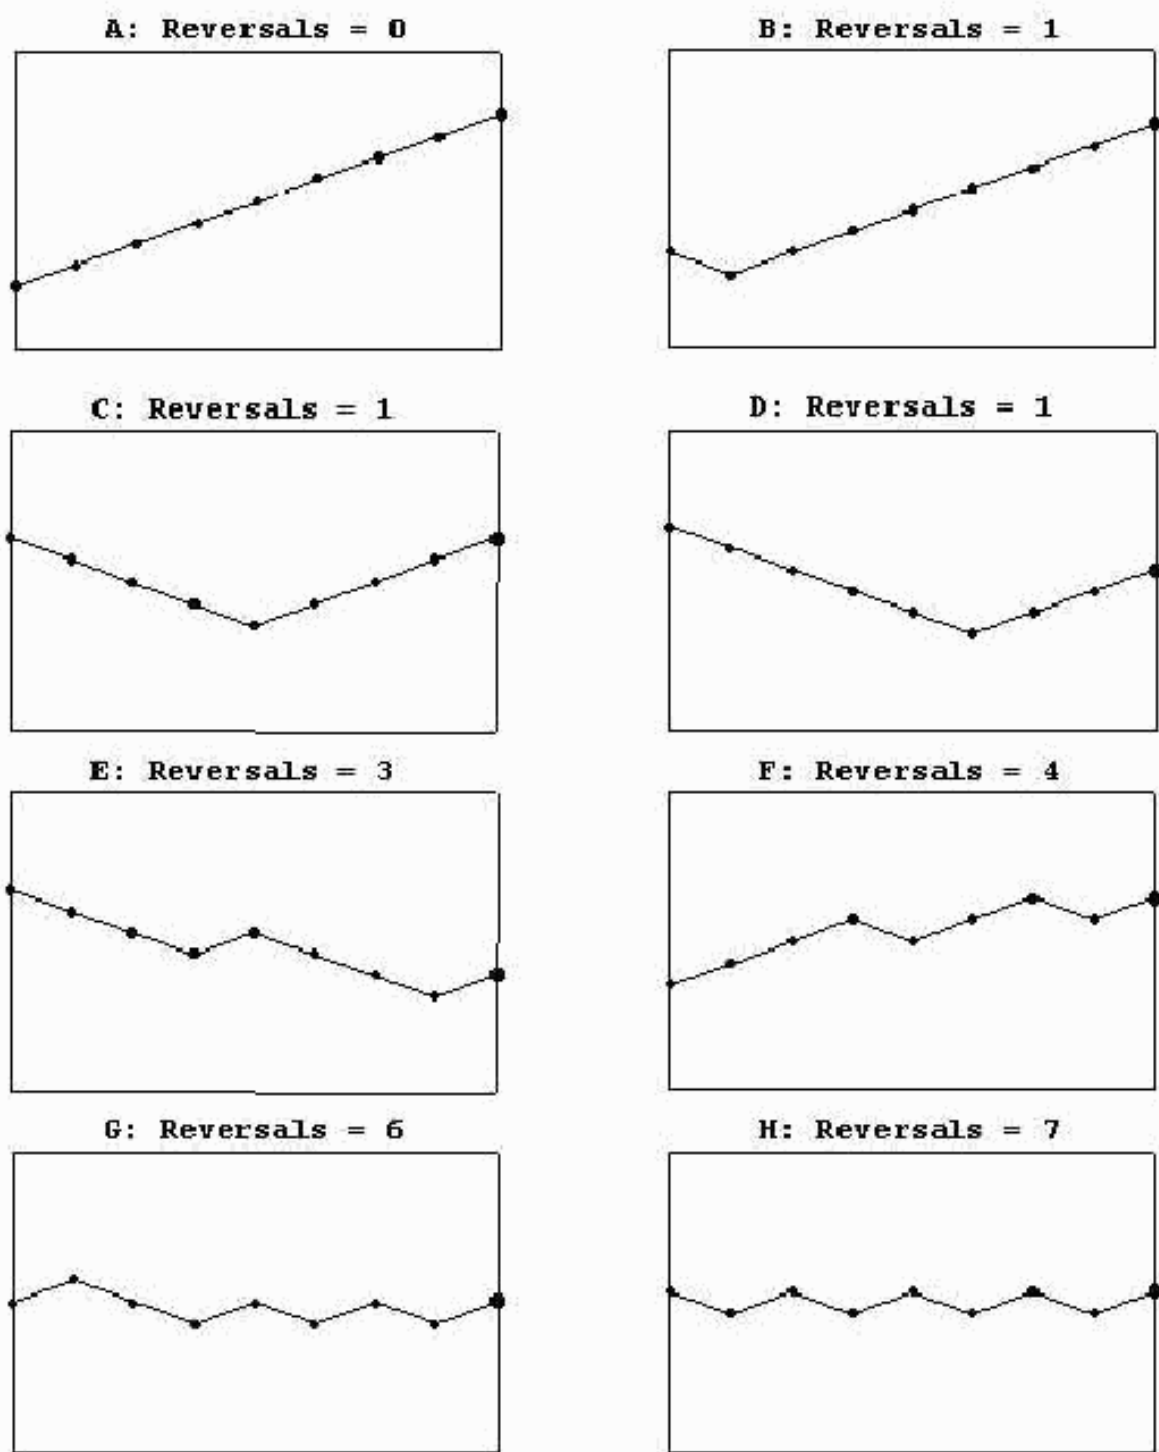 A: Reversals = 0
B: Reversals = 1
C: Reversals = 1
D: Reversals = 1
E: Reversals = 3
F: Reversals = 4
G: Reversals = 6
H: Reversals = 7